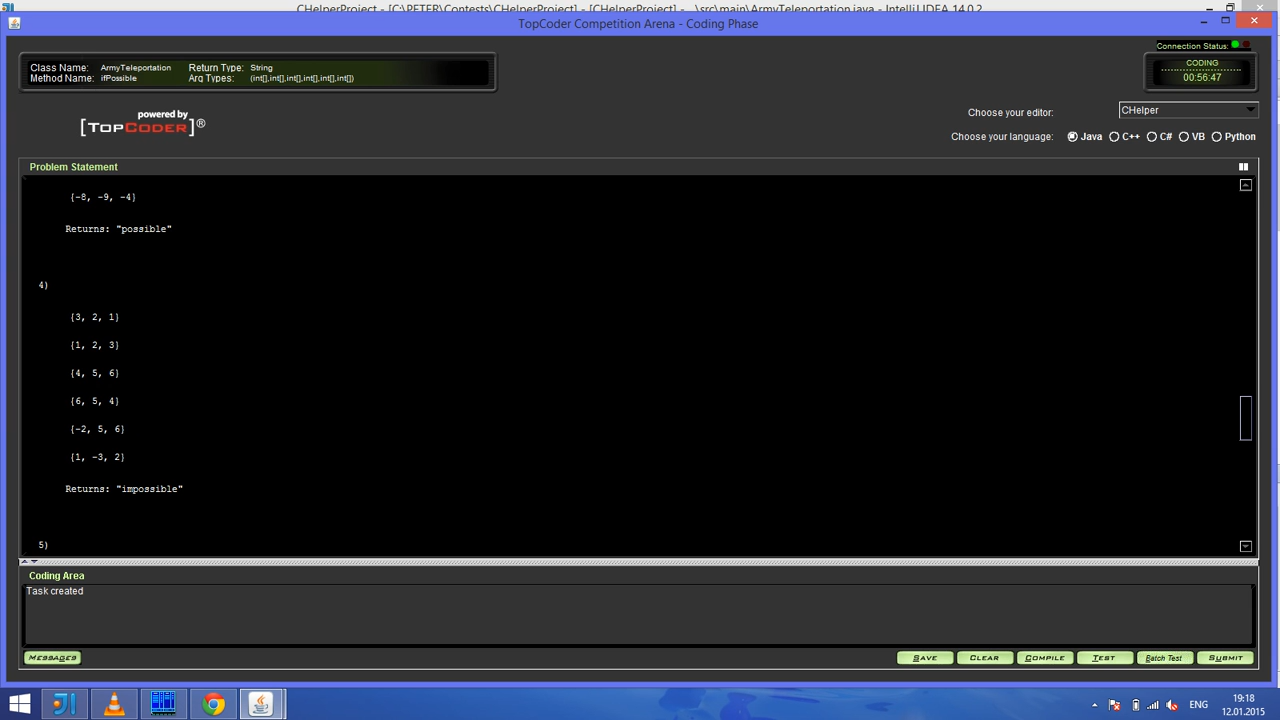 CHelperProject - [C:\PETER\Contests\CHelperProject] - [CHelperProject] - ...\src\main\ArmyTeleportation.java - IntelliJ IDEA 14.0.2
TopCoder Competition Arena - Coding Phase
Connection Status:
Class Name: ArmyTeleportation Return Type: String
Method Name: ifPossible Arg Types: (int[],int[],int[],int[],int[],int[])
CODING
00:56:47
powered by
[TOPCODER]®
Choose your editor: CHelper
Choose your language: Java C++ C# VB Python
Problem Statement
{-8, -9, -4}
Returns: "possible"
4)
{3, 2, 1}
{1, 2, 3}
{4, 5, 6}
{6, 5, 4}
{-2, 5, 6}
{1, -3, 2}
Returns: "impossible"
5)
Coding Area
Task created
MESSAGES SAVE CLEAR COMPILE TEST Batch Test SUBMIT
ENG
19:18
12.01.2015